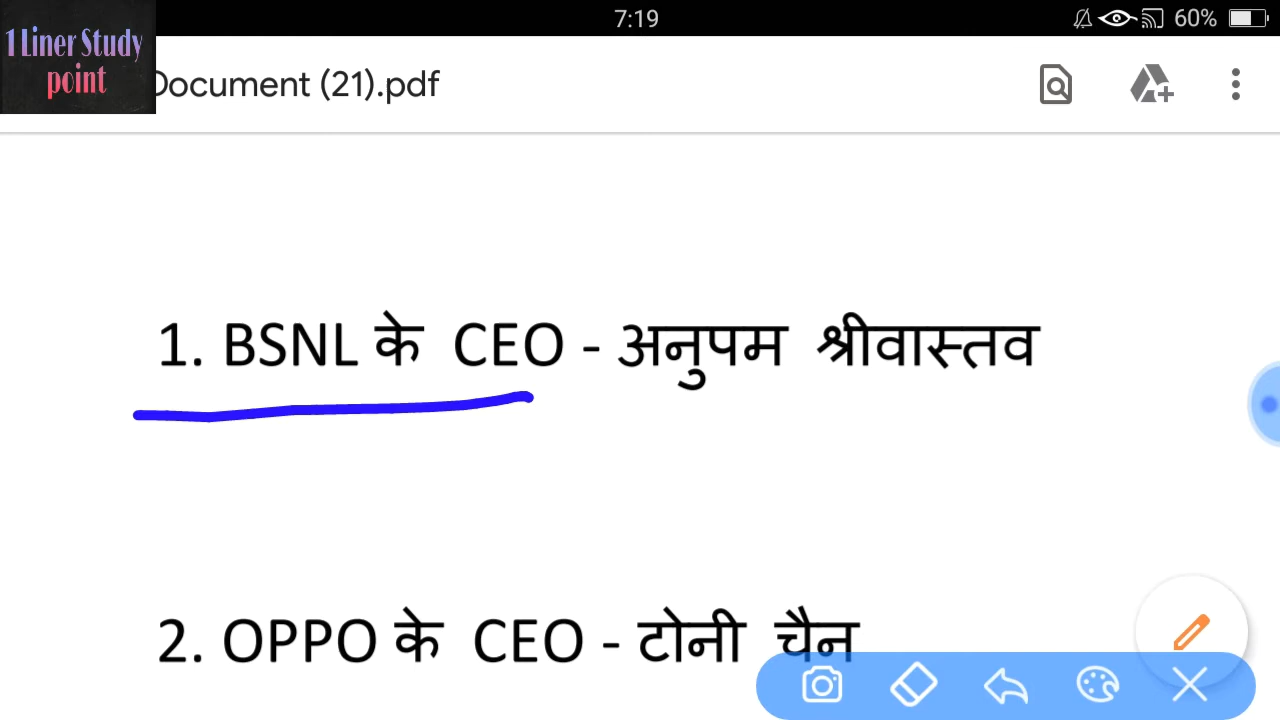 7:19
60%
1 Liner Study
point
Document (21).pdf
1. BSNL के CEO - अनुपम श्रीवास्तव
2. OPPO के CEO - टोनी चैन